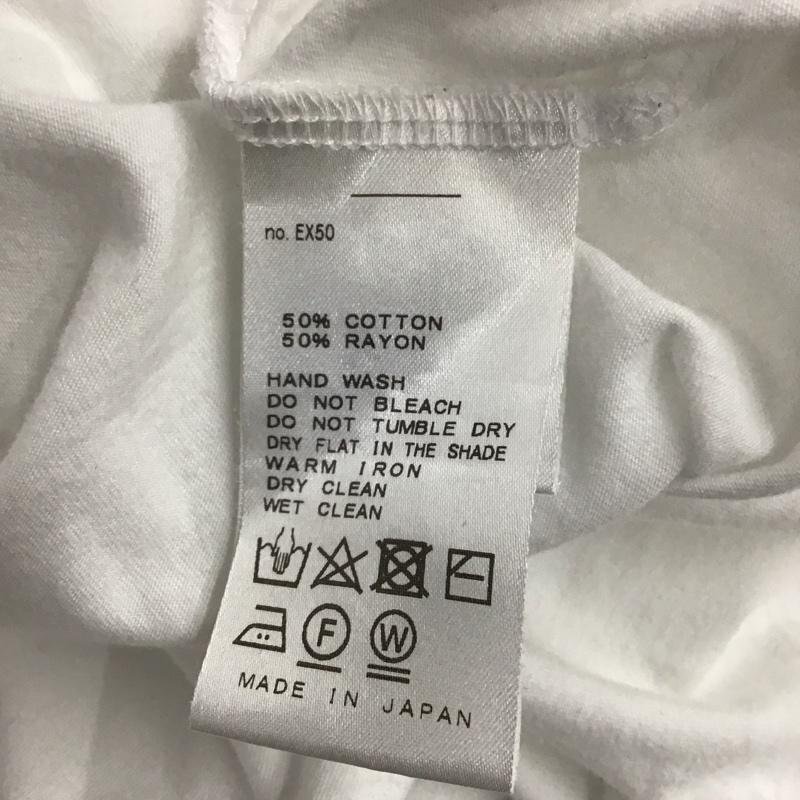 no. EX50
50% COTTON
50% RAYON
HAND WASH
DO NOT BLEACH
DO NOT TUMBLE DRY
DRY FLAT IN THE SHADE
WARM IRON
DRY CLEAN
WET CLEAN
F W
MADE IN JAPAN